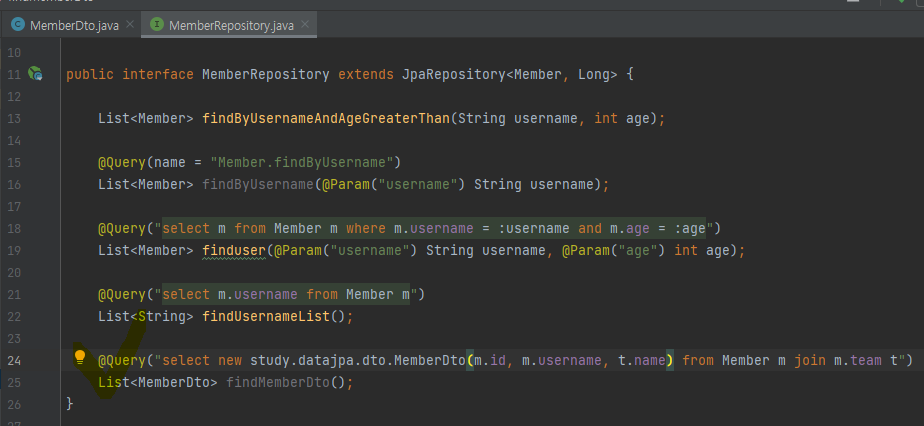 MemberDto.java
MemberRepository.java
10
11 public interface MemberRepository extends JpaRepository<Member, Long> {
12
13 List<Member> findByUsernameAndAgeGreaterThan(String username, int age);
14
15 @Query(name = "Member.findByUsername")
16 List<Member> findByUsername(@Param("username") String username);
17
18 @Query("select m from Member m where m.username = :username and m.age = :age")
19 List<Member> finduser(@Param("username") String username, @Param("age") int age);
20
21 @Query("select m.username from Member m")
22 List<String> findUsernameList();
23
24 @Query("select new study.datajpa.dto.MemberDto(m.id, m.username, t.name) from Member m join m.team t")
25 List<MemberDto> findMemberDto();
26 }